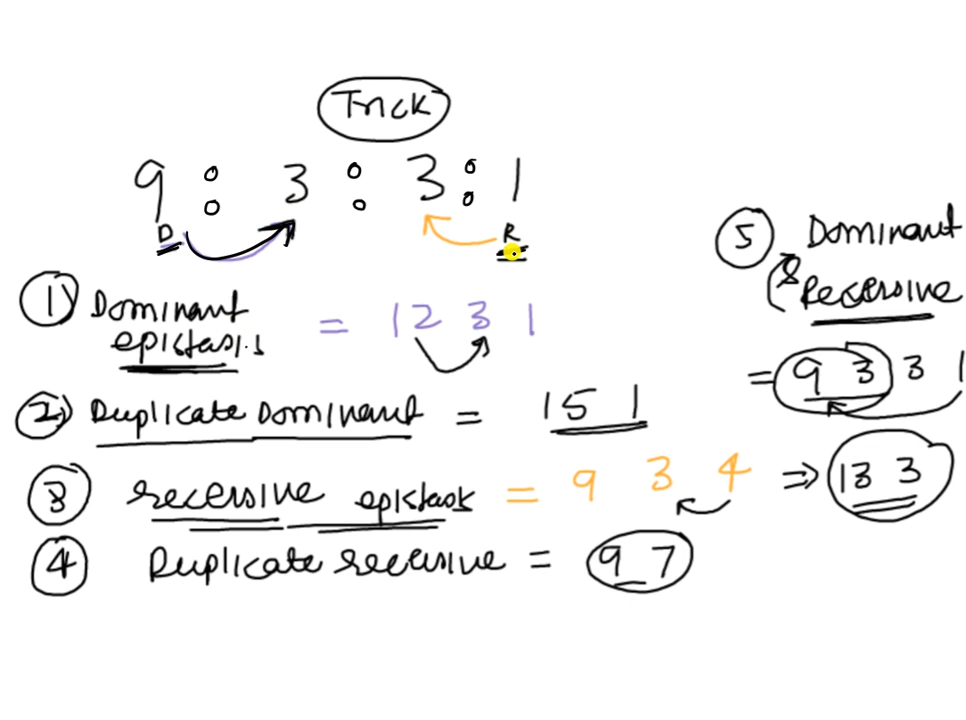 Trick
9 : 3 : 3 : 1
D R
1) Dominant epistasis = 12 3 1
2) Duplicate Dominant = 15 1
3 recessive epistasis = 9 3 4
4 Duplicate recessive = 9 7
5 Dominant
& Recessive
= 9 3 3 1
⇒ 13 3